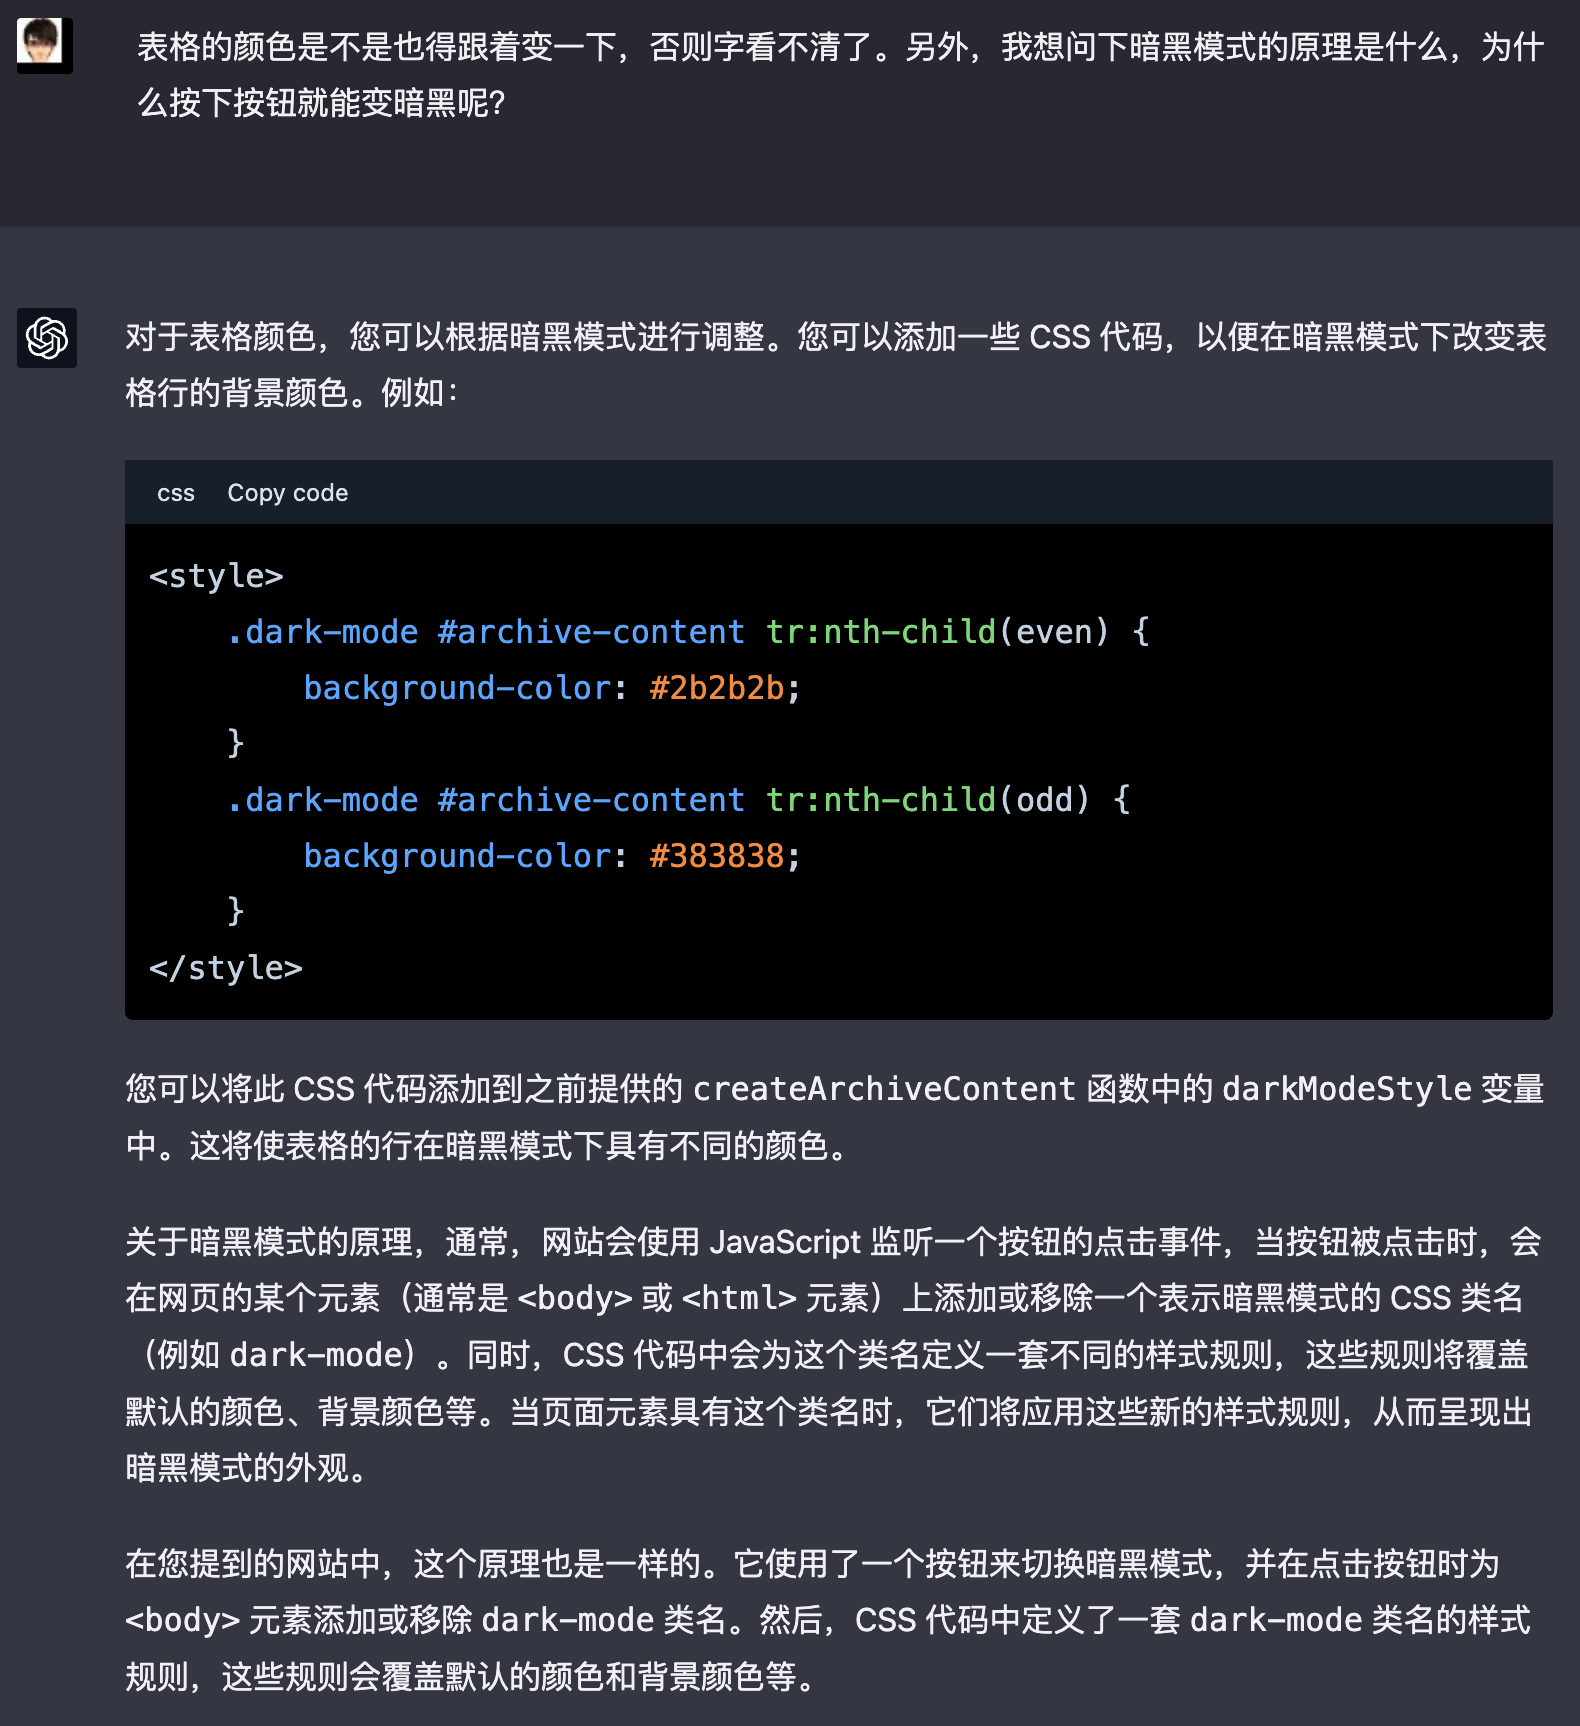 表格的颜色是不是也得跟着变一下，否则字看不清了。另外，我想问下暗黑模式的原理是什么，为什
么按下按钮就能变暗黑呢？
对于表格颜色，您可以根据暗黑模式进行调整。您可以添加一些 CSS 代码，以便在暗黑模式下改变表
格行的背景颜色。例如：
css Copy code
<style>
    .dark-mode #archive-content tr:nth-child(even) {
        background-color: #2b2b2b;
    }
    .dark-mode #archive-content tr:nth-child(odd) {
        background-color: #383838;
    }
</style>
您可以将此 CSS 代码添加到之前提供的 createArchiveContent 函数中的 darkModeStyle 变量
中。这将使表格的行在暗黑模式下具有不同的颜色。
关于暗黑模式的原理，通常，网站会使用 JavaScript 监听一个按钮的点击事件，当按钮被点击时，会
在网页的某个元素（通常是 <body> 或 <html> 元素）上添加或移除一个表示暗黑模式的 CSS 类名
（例如 dark-mode）。同时，CSS 代码中会为这个类名定义一套不同的样式规则，这些规则将覆盖
默认的颜色、背景颜色等。当页面元素具有这个类名时，它们将应用这些新的样式规则，从而呈现出
暗黑模式的外观。
在您提到的网站中，这个原理也是一样的。它使用了一个按钮来切换暗黑模式，并在点击按钮时为
<body> 元素添加或移除 dark-mode 类名。然后，CSS 代码中定义了一套 dark-mode 类名的样式
规则，这些规则会覆盖默认的颜色和背景颜色等。